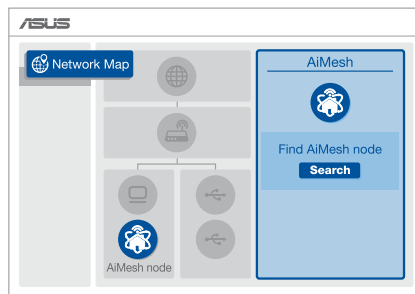 ASUS
Network Map
AiMesh
Find AiMesh node
Search
AiMesh node